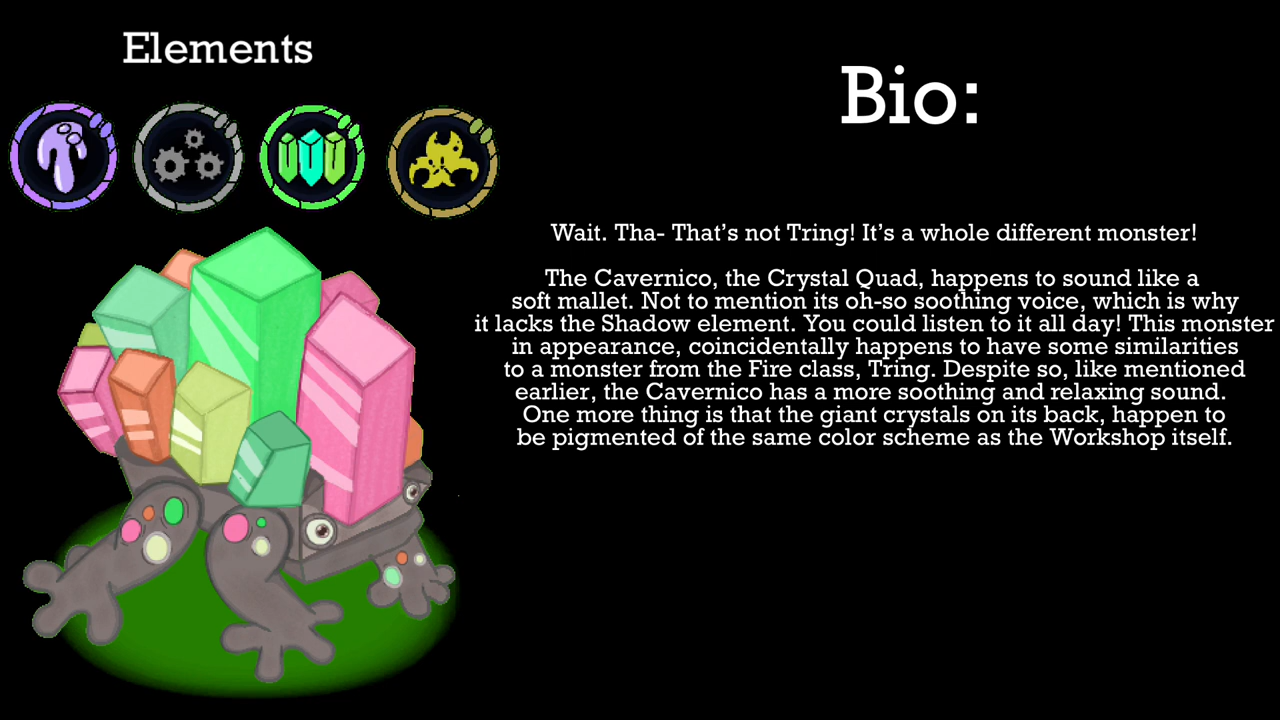 Elements
Bio:
Wait. Tha- That's not Tring! It's a whole different monster!
The Cavernico, the Crystal Quad, happens to sound like a
soft mallet. Not to mention its oh-so soothing voice, which is why
it lacks the Shadow element. You could listen to it all day! This monster
in appearance, coincidentally happens to have some similarities
to a monster from the Fire class, Tring. Despite so, like mentioned
earlier, the Cavernico has a more soothing and relaxing sound.
One more thing is that the giant crystals on its back, happen to
be pigmented of the same color scheme as the Workshop itself.